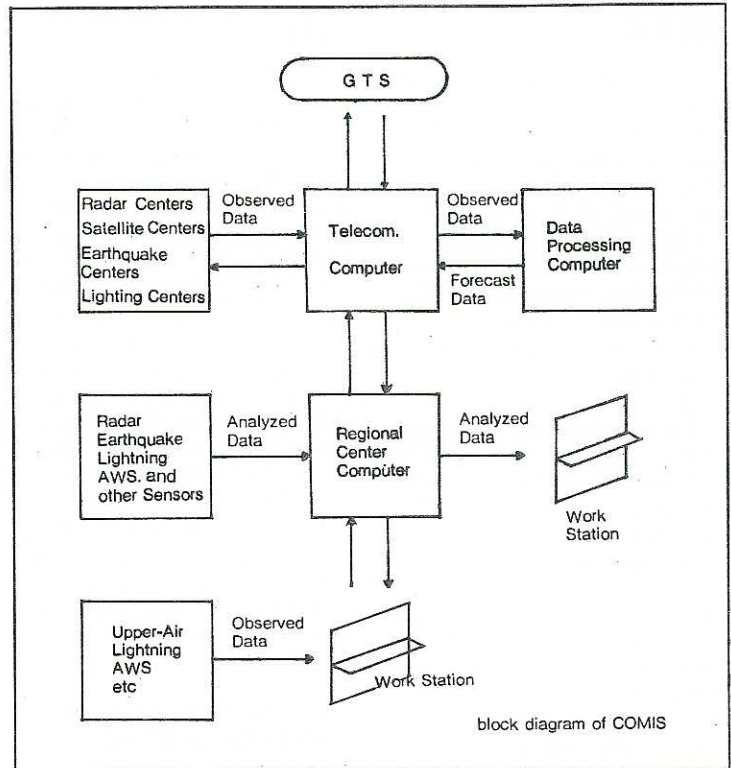 G T S
Radar Centers
Satellite Centers
Earthquake
Centers
Lighting Centers
Observed
Data
Telecom.
Computer
Observed
Data
Forecast
Data
Data
Processing
Computer
Radar
Earthquake
Lightning
AWS. and
other Sensors
Analyzed
Data
Regional
Center
Computer
Analyzed
Data
Work
Station
Upper-Air
Lightning
AWS
etc
Observed
Data
Work Station
block diagram of COMIS